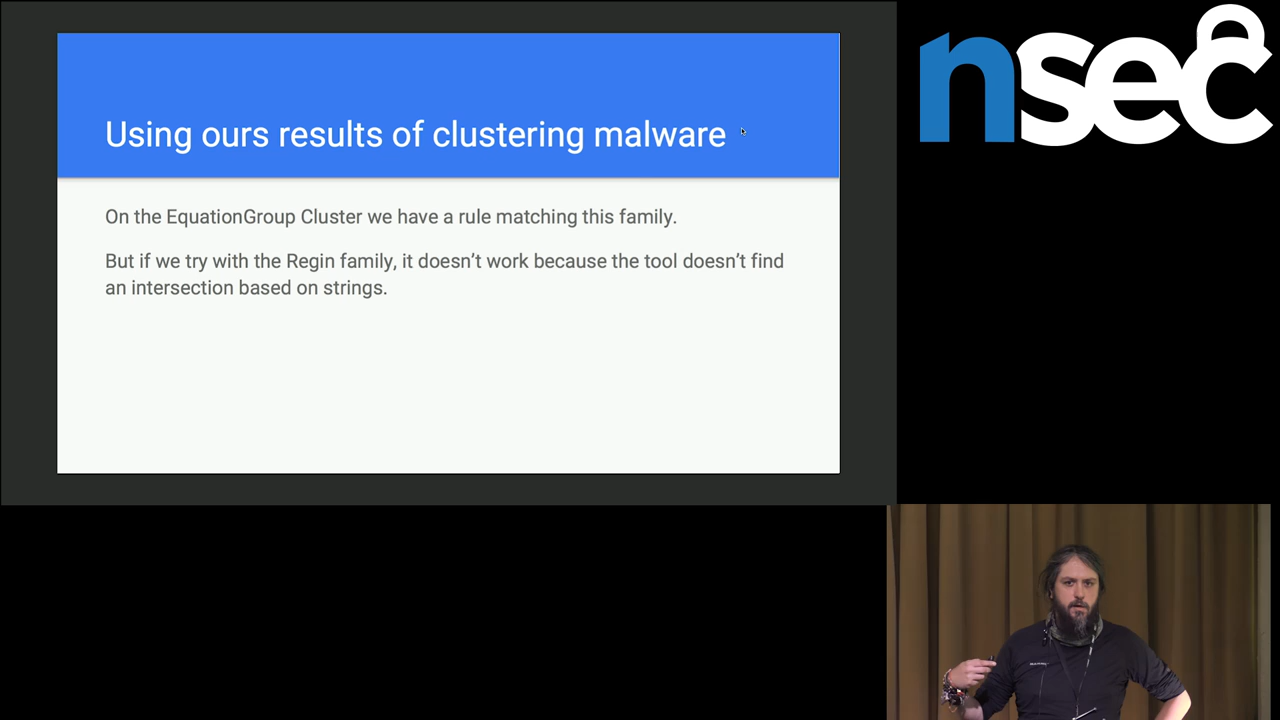 Using ours results of clustering malware
On the EquationGroup Cluster we have a rule matching this family.
But if we try with the Regin family, it doesn't work because the tool doesn't find
an intersection based on strings.
nsec